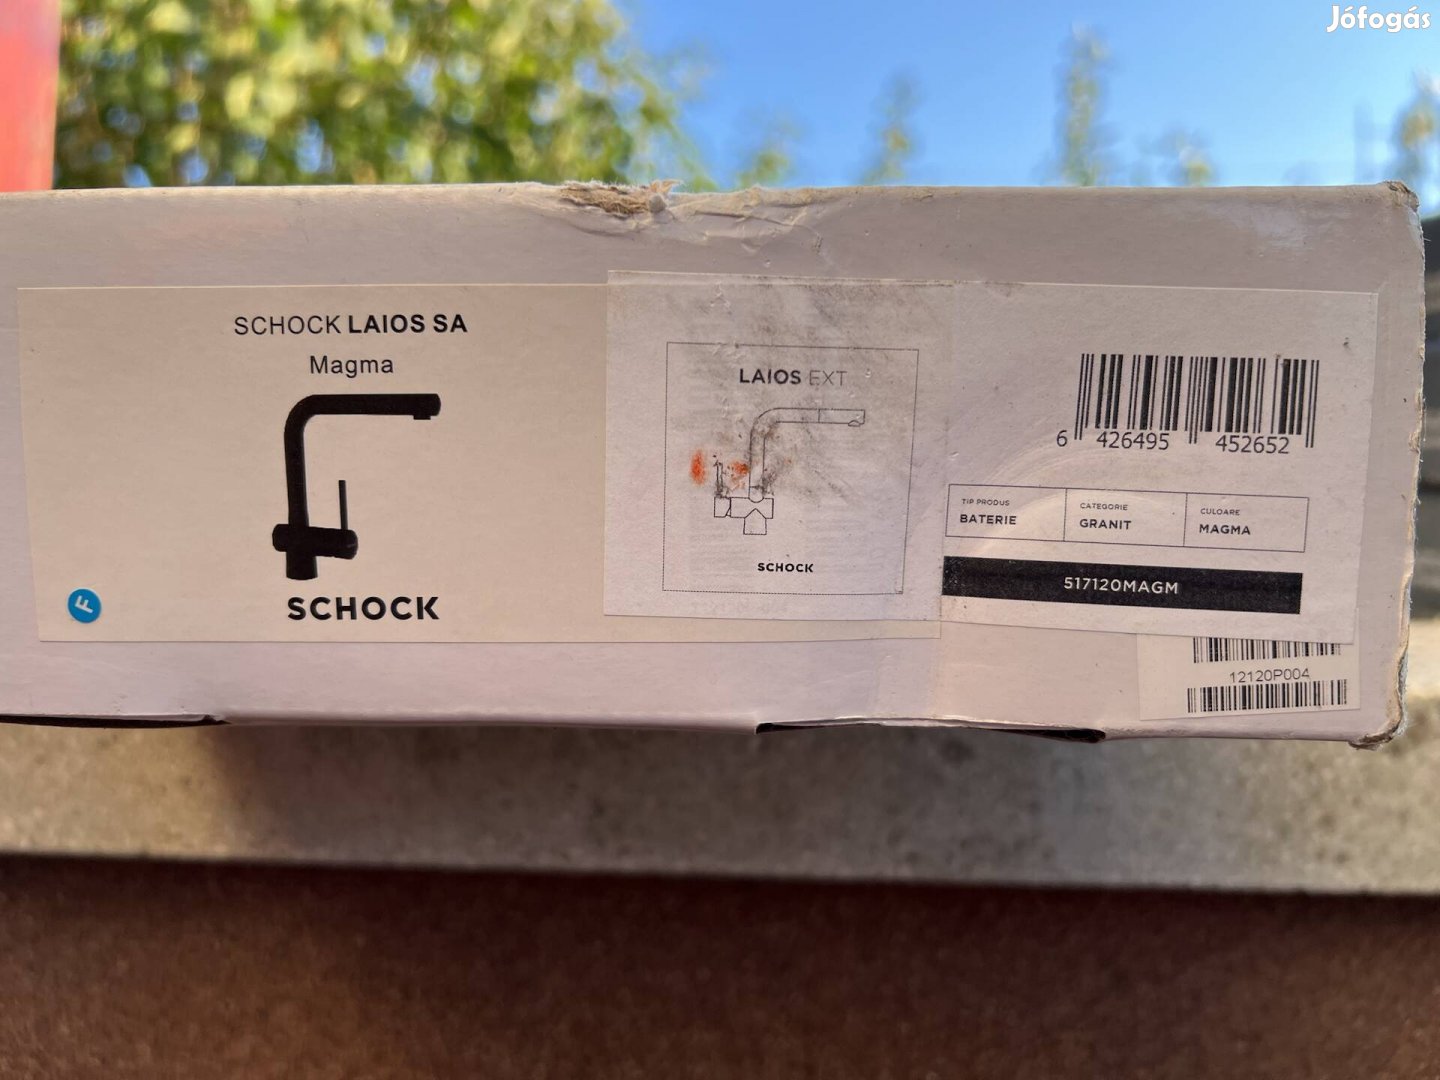 Jófogás
SCHOCK LAIOS SA
Magma
F
SCHOCK
LAIOS EXT
SCHOCK
6 426495 452652
TIP PRODUS
BATERIE
CATEGORIE
GRANIT
CULOARE
MAGMA
517120MAGM
12120P004